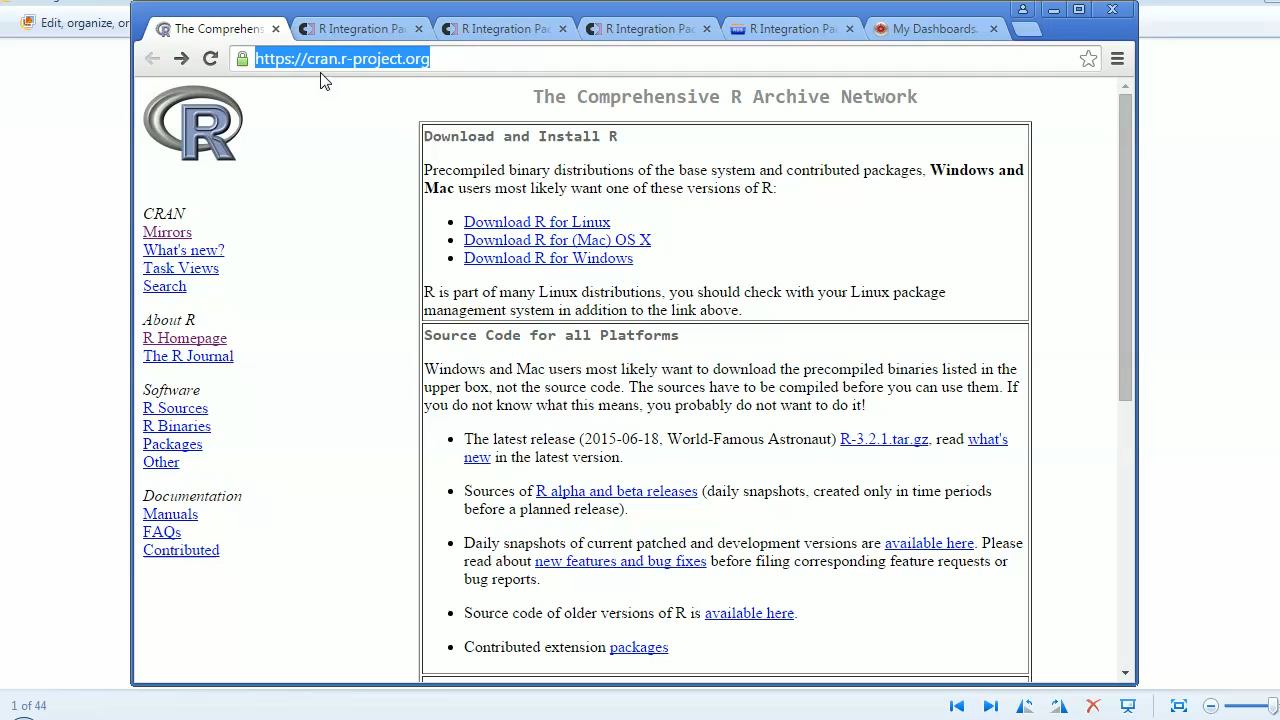 Edit, organize, or
The Comprehens
R Integration Pac
R Integration Pac
R Integration Pac
R Integration Pac
My Dashboards.
https://cran.r-project.org
R
The Comprehensive R Archive Network
CRAN
Mirrors
What's new?
Task Views
Search
About R
R Homepage
The R Journal
Software
R Sources
R Binaries
Packages
Other
Documentation
Manuals
FAQs
Contributed
Download and Install R
Precompiled binary distributions of the base system and contributed packages, Windows and
Mac users most likely want one of these versions of R:
Download R for Linux
Download R for (Mac) OS X
Download R for Windows
R is part of many Linux distributions, you should check with your Linux package
management system in addition to the link above.
Source Code for all Platforms
Windows and Mac users most likely want to download the precompiled binaries listed in the
upper box, not the source code. The sources have to be compiled before you can use them. If
you do not know what this means, you probably do not want to do it!
The latest release (2015-06-18, World-Famous Astronaut) R-3.2.1.tar.gz, read what's
new in the latest version.
Sources of R alpha and beta releases (daily snapshots, created only in time periods
before a planned release).
Daily snapshots of current patched and development versions are available here. Please
read about new features and bug fixes before filing corresponding feature requests or
bug reports.
Source code of older versions of R is available here.
Contributed extension packages
1 of 44